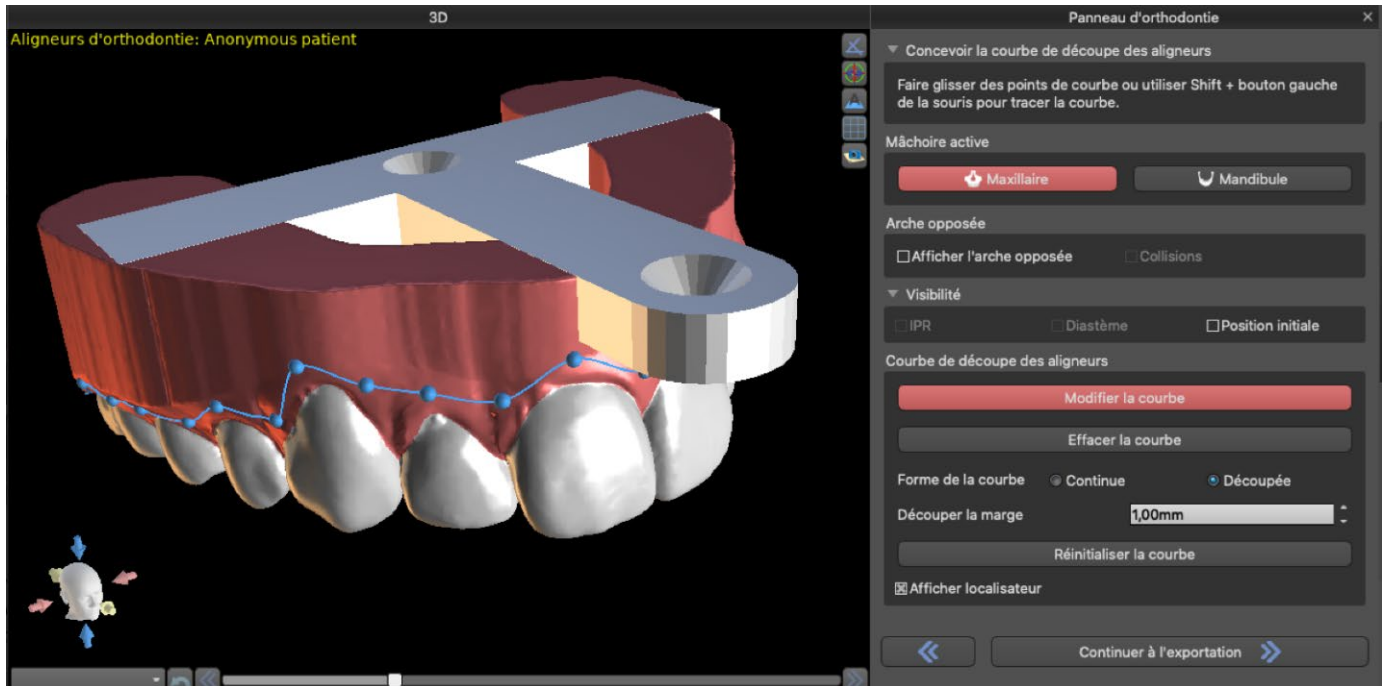 3D
Panneau d'orthodontie
Aligneurs d'orthodontie: Anonymous patient
Concevoir la courbe de découpe des aligneurs
Faire glisser des points de courbe ou utiliser Shift + bouton gauche
de la souris pour tracer la courbe.
Mâchoire active
Maxillaire
Mandibule
Arche opposée
Afficher l'arche opposée
Collisions
Visibilité
IPR
Diastème
Position initiale
Courbe de découpe des aligneurs
Modifier la courbe
Effacer la courbe
Forme de la courbe
Continue
Découpée
Découper la marge
1,00mm
Réinitialiser la courbe
Afficher localisateur
Continuer à l'exportation